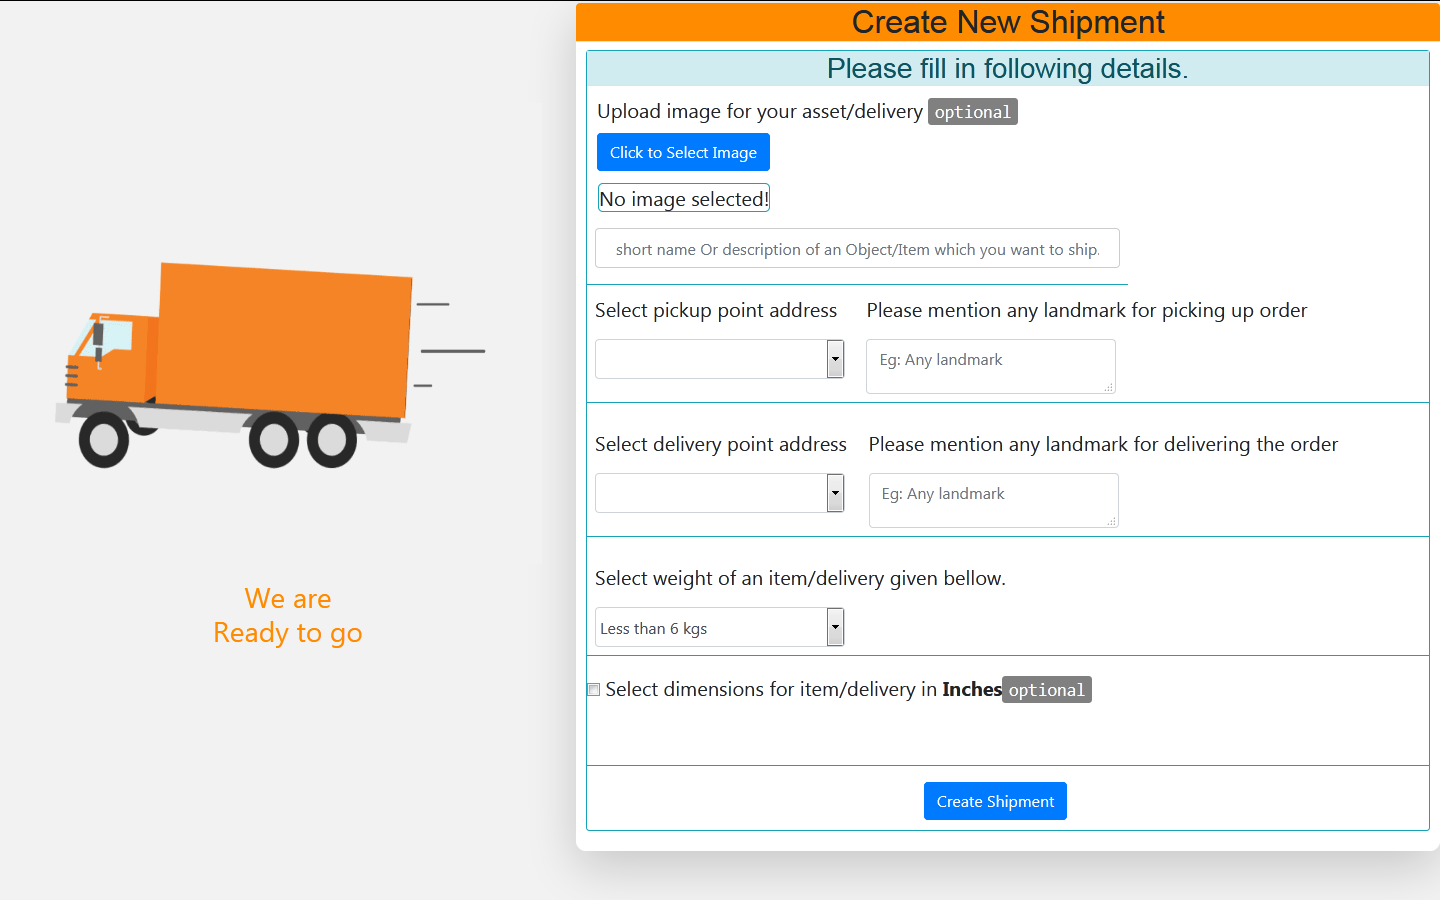 Create New Shipment
Please fill in following details.
Upload image for your asset/delivery optional
Click to Select Image
No image selected!
short name Or description of an Object/Item which you want to ship.
Select pickup point address
Please mention any landmark for picking up order
Eg: Any landmark
Select delivery point address
Please mention any landmark for delivering the order
Eg: Any landmark
Select weight of an item/delivery given bellow.
Less than 6 kgs
Select dimensions for item/delivery in Inches optional
Create Shipment
We are
Ready to go